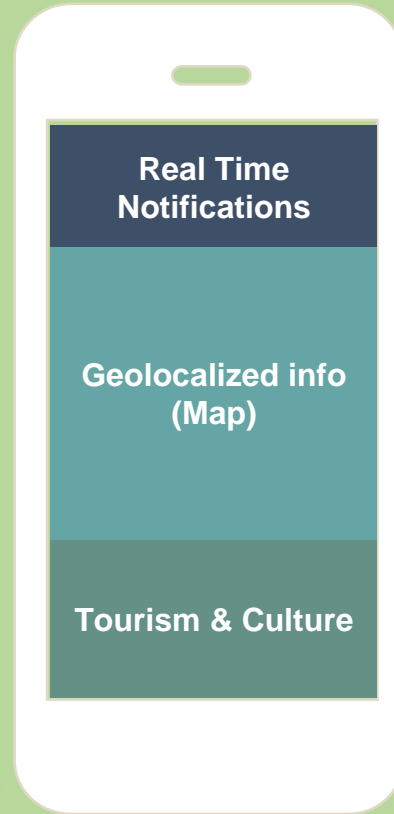 Real Time
Notifications
Geolocalized info
(Map)
Tourism & Culture